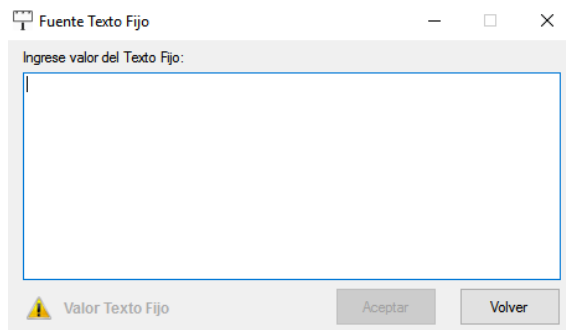 Fuente Texto Fijo
Ingrese valor del Texto Fijo:
Valor Texto Fijo
Aceptar
Volver